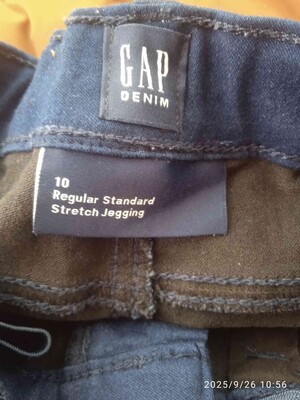 GAP
DENIM
10
Regular Standard
Stretch Jegging
2025/9/26 10:56